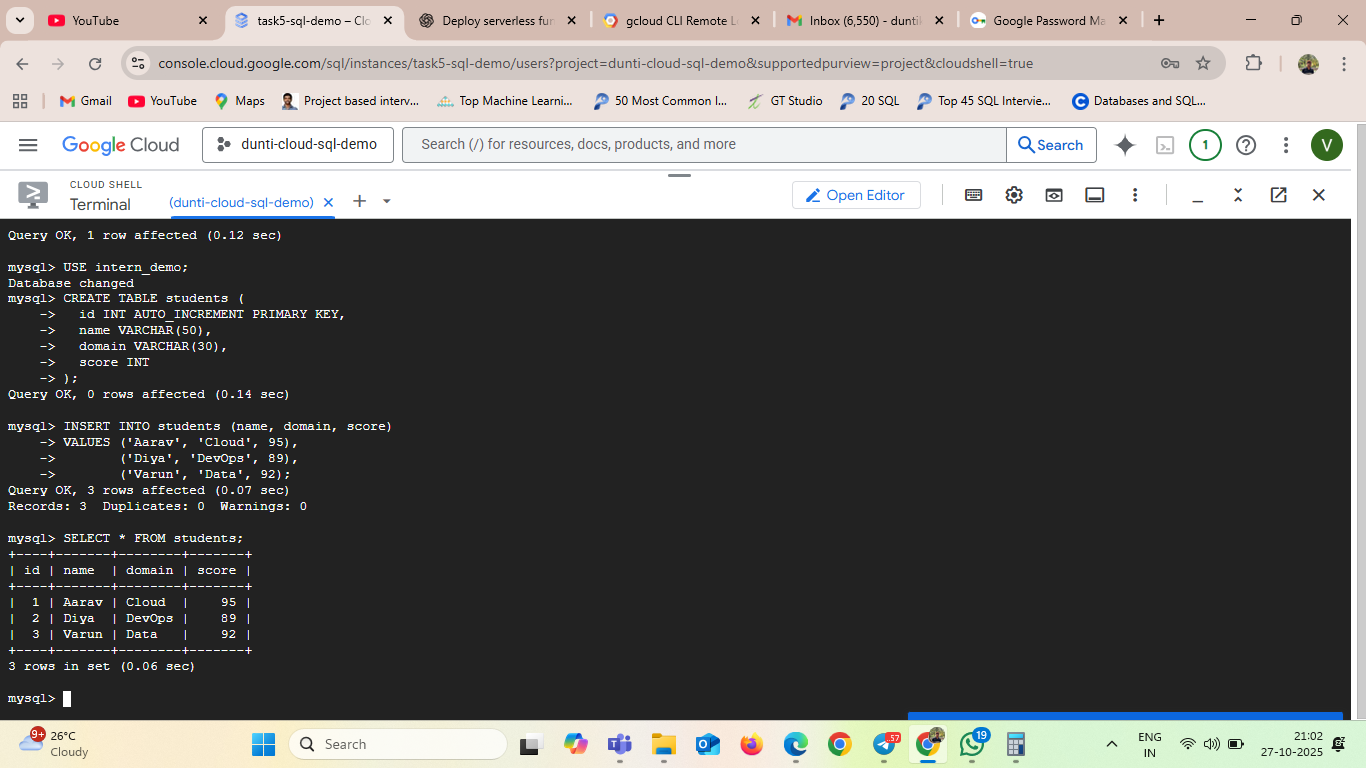 YouTube
task5-sql-demo – Clo
Deploy serverless fun
gcloud CLI Remote L
Inbox (6,550) - dunti
Google Password Ma
console.cloud.google.com/sql/instances/task5-sql-demo/users?project=dunti-cloud-sql-demo&supportedpurview=project&cloudshell=true
Gmail
YouTube
Maps
Project based interv...
Top Machine Learni...
50 Most Common I...
GT Studio
20 SQL
Top 45 SQL Intervie...
Databases and SQL...
Google Cloud
dunti-cloud-sql-demo
Search (/) for resources, docs, products, and more
Search
1
V
CLOUD SHELL
Terminal
(dunti-cloud-sql-demo)
Open Editor
Query OK, 1 row affected (0.12 sec)
mysql> USE intern_demo;
Database changed
mysql> CREATE TABLE students (
    ->   id INT AUTO_INCREMENT PRIMARY KEY,
    ->   name VARCHAR(50),
    ->   domain VARCHAR(30),
    ->   score INT
    -> );
Query OK, 0 rows affected (0.14 sec)
mysql> INSERT INTO students (name, domain, score)
    -> VALUES ('Aarav', 'Cloud', 95),
    ->        ('Diya', 'DevOps', 89),
    ->        ('Varun', 'Data', 92);
Query OK, 3 rows affected (0.07 sec)
Records: 3  Duplicates: 0  Warnings: 0
mysql> SELECT * FROM students;
+----+-------+--------+-------+
| id | name  | domain | score |
+----+-------+--------+-------+
|  1 | Aarav | Cloud  |    95 |
|  2 | Diya  | DevOps |    89 |
|  3 | Varun | Data   |    92 |
+----+-------+--------+-------+
3 rows in set (0.06 sec)
mysql>
9+
26°C
Cloudy
Search
57
19
ENG
IN
21:02
27-10-2025